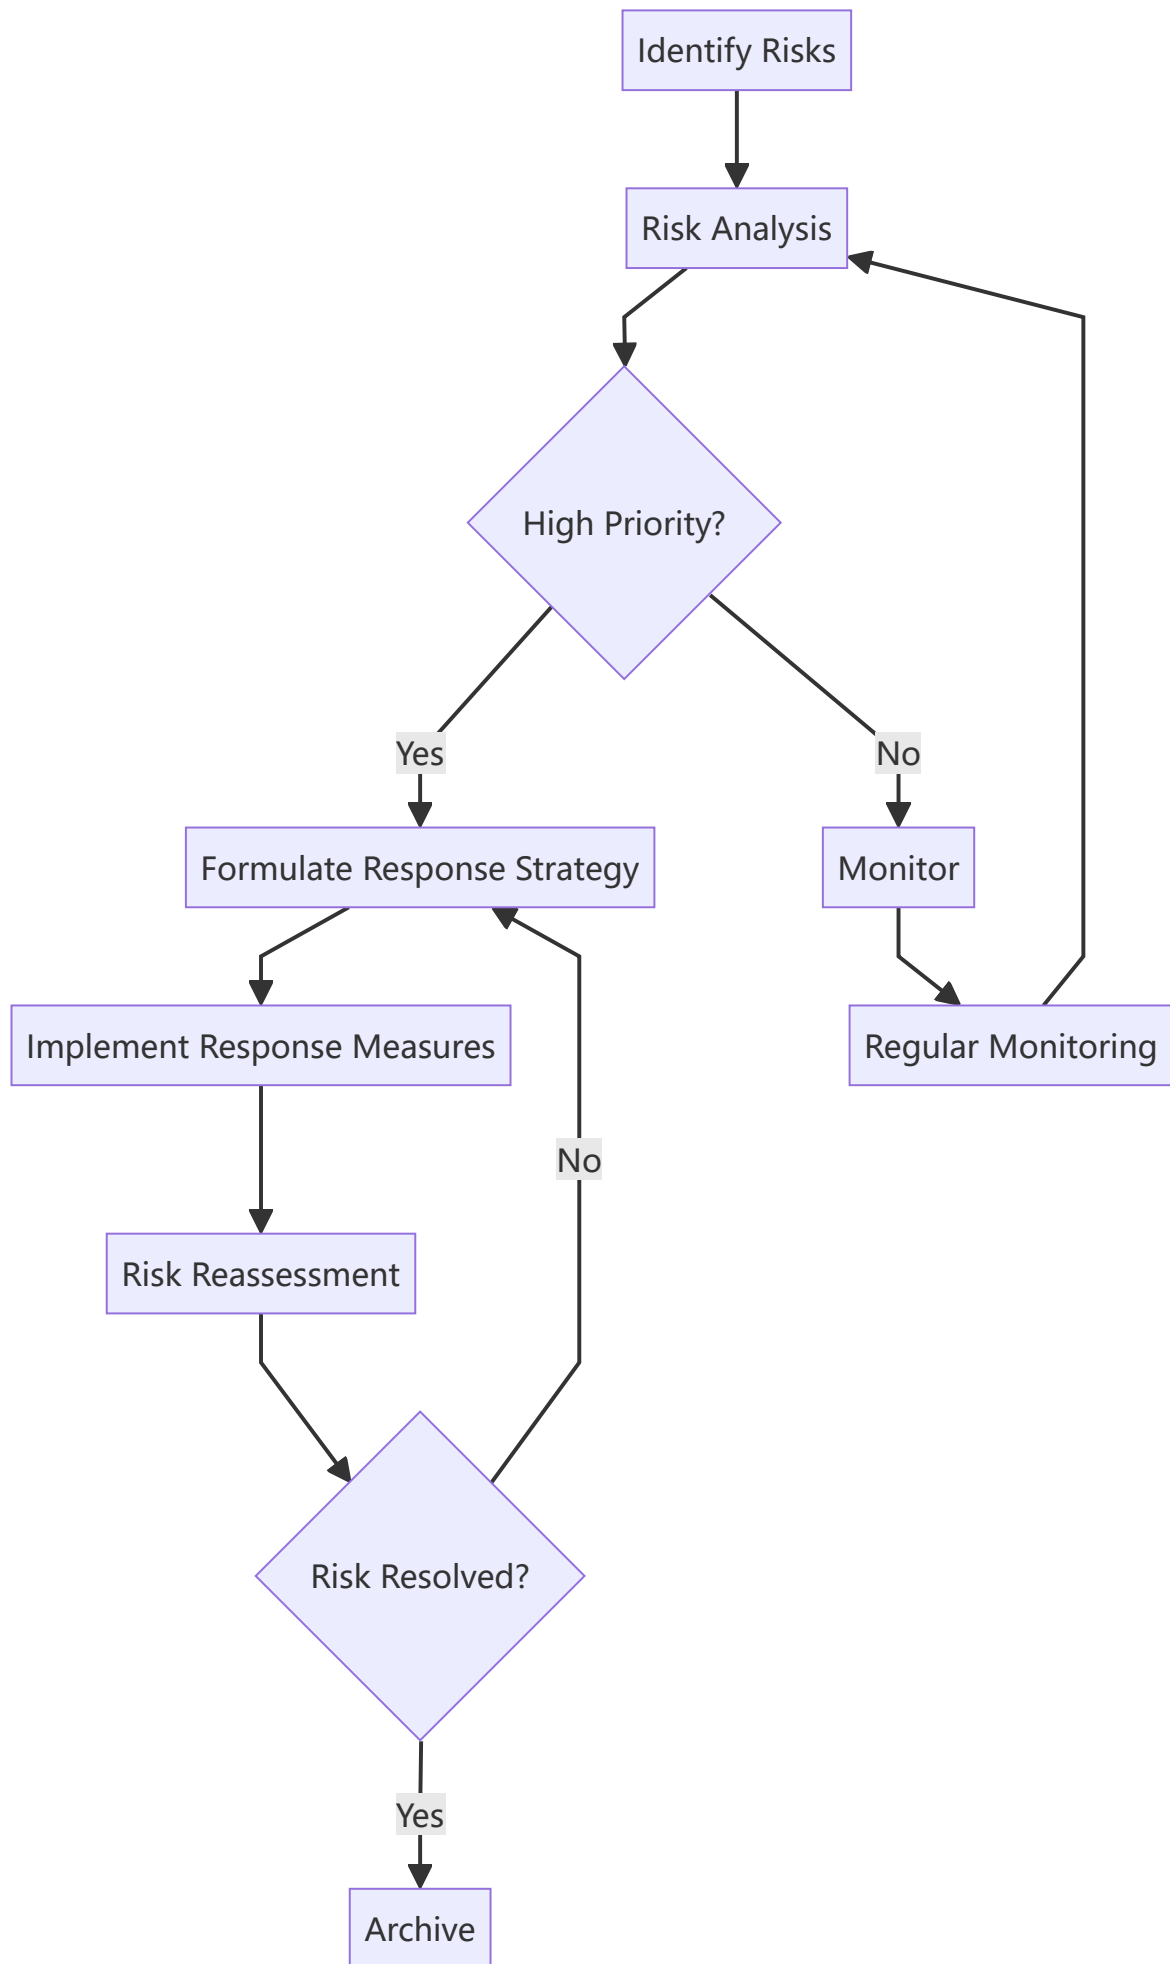 Identify Risks
Risk Analysis
High Priority?
Yes
No
Formulate Response Strategy
Monitor
Implement Response Measures
Regular Monitoring
No
Risk Reassessment
Risk Resolved?
Yes
Archive